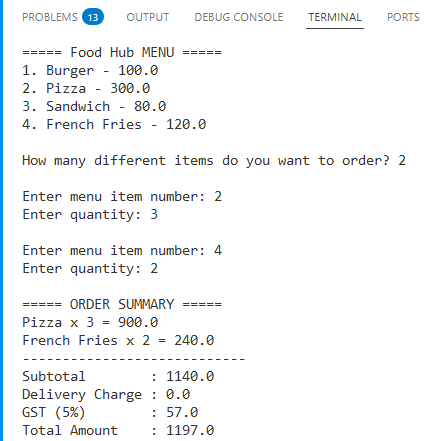 PROBLEMS 13 OUTPUT DEBUG CONSOLE TERMINAL PORTS
===== Food Hub MENU =====
1. Burger - 100.0
2. Pizza - 300.0
3. Sandwich - 80.0
4. French Fries - 120.0
How many different items do you want to order? 2
Enter menu item number: 2
Enter quantity: 3
Enter menu item number: 4
Enter quantity: 2
===== ORDER SUMMARY =====
Pizza x 3 = 900.0
French Fries x 2 = 240.0
----------------------------
Subtotal        : 1140.0
Delivery Charge : 0.0
GST (5%)        : 57.0
Total Amount    : 1197.0